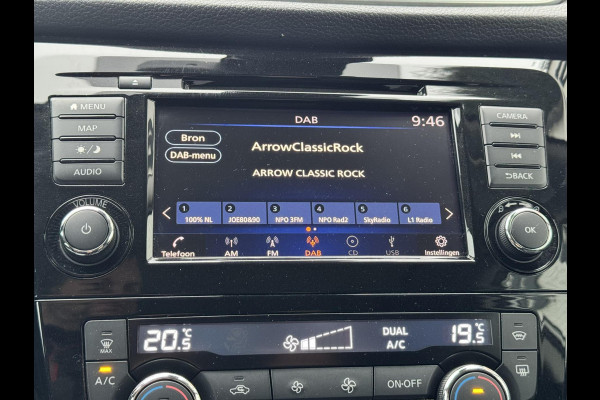 MENU
MAP
AUDIO
VOLUME
DAB
9:46
Bron
DAB-menu
ArrowClassicRock
ARROW CLASSIC ROCK
1 2 3 4 5 6
100% NL JOE80&90 NPO 3FM NPO Rad2 SkyRadio L1 Radio
Telefoon AM FM DAB CD USB Instellingen
CAMERA
BACK
OK
MAX
A/C
20.5 °C
DUAL
A/C
19.5 °C
ON·OFF